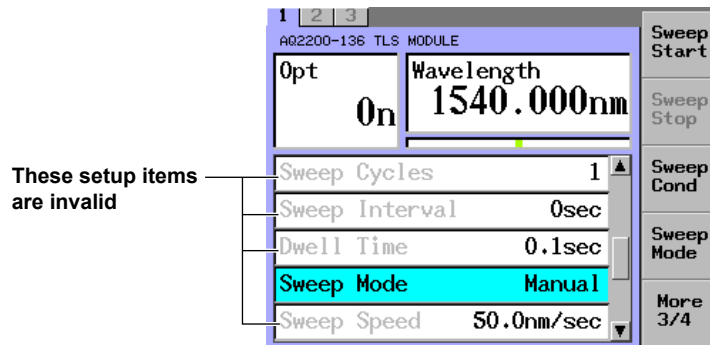 1 2 3
AQ2200-136 TLS MODULE
Opt
On
Wavelength
1540.000nm
These setup items
are invalid
Sweep Cycles 1
Sweep Interval 0sec
Dwell Time 0.1sec
Sweep Mode Manual
Sweep Speed 50.0nm/sec
Sweep
Start
Sweep
Stop
Sweep
Cond
Sweep
Mode
More
3/4